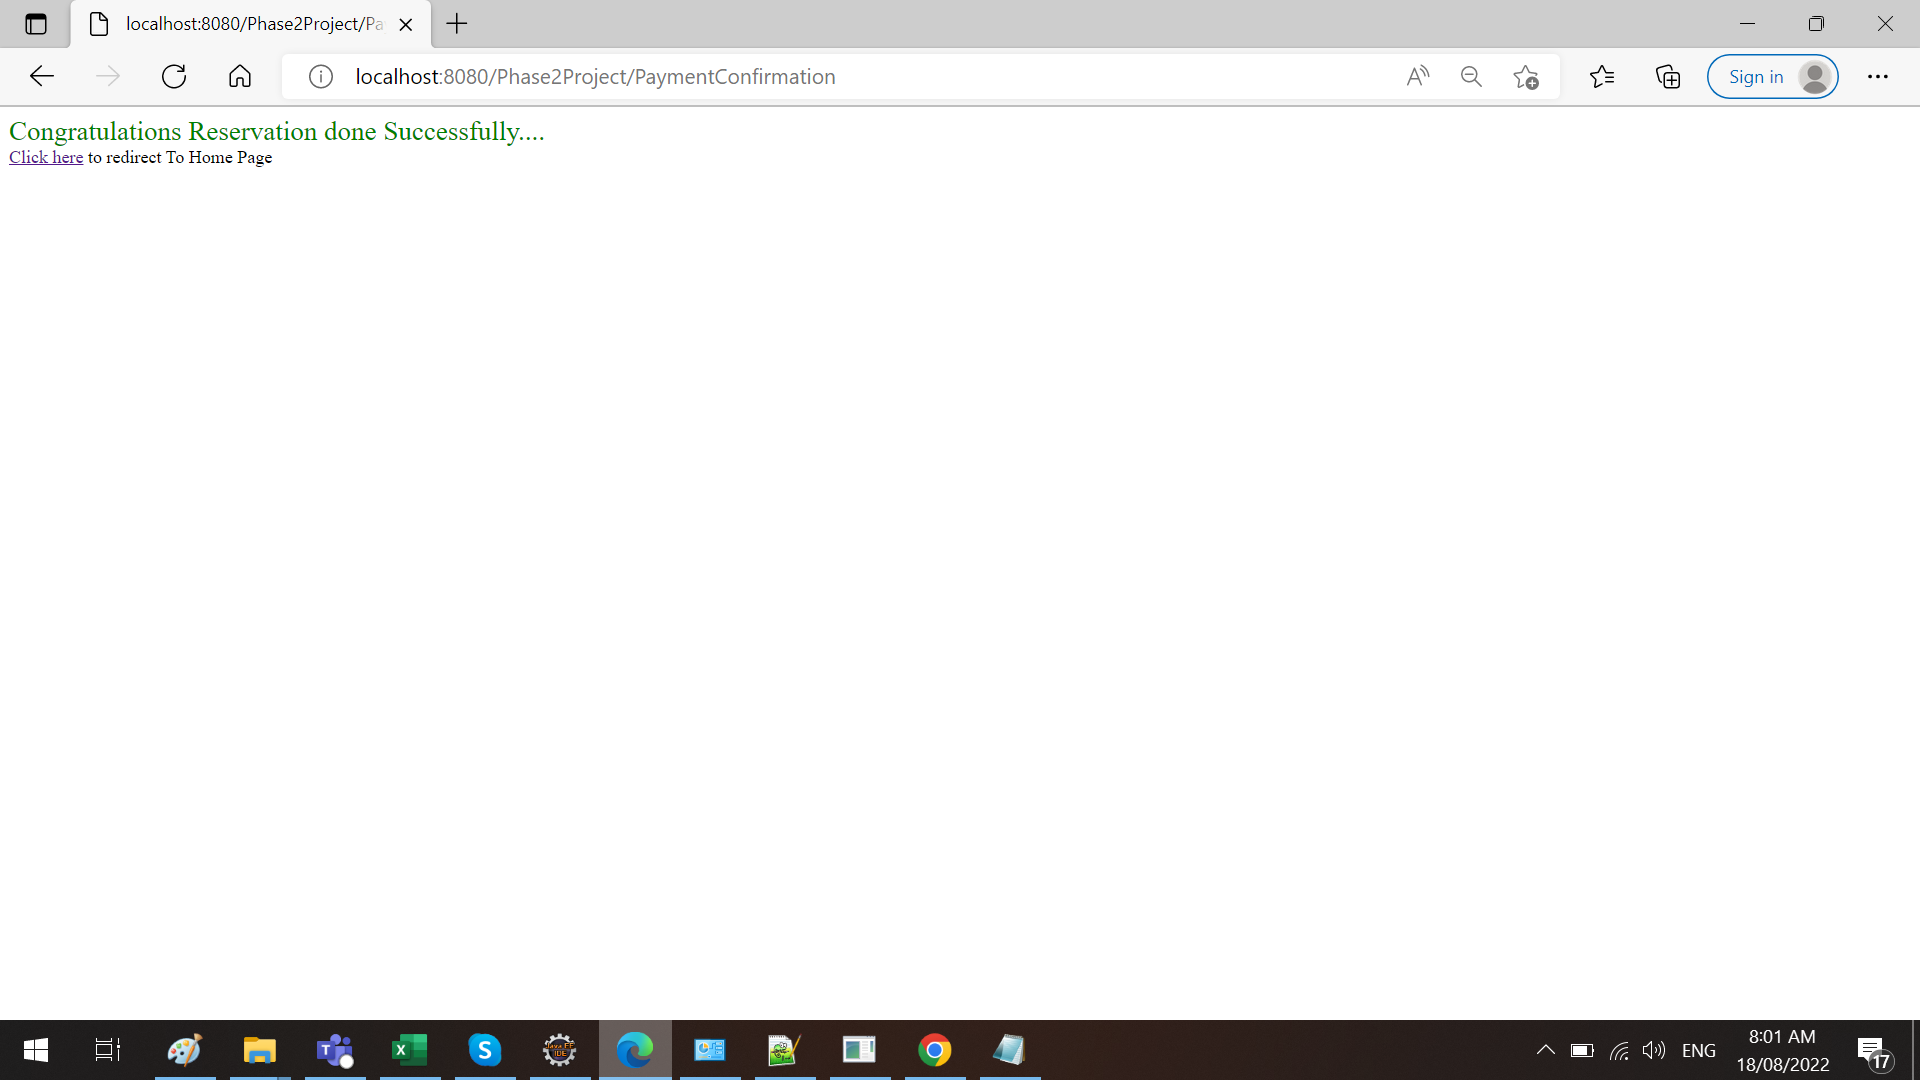 localhost:8080/Phase2Project/Pa
localhost:8080/Phase2Project/PaymentConfirmation
Sign in
Congratulations Reservation done Successfully....
Click here to redirect To Home Page
ENG
8:01 AM
18/08/2022
17